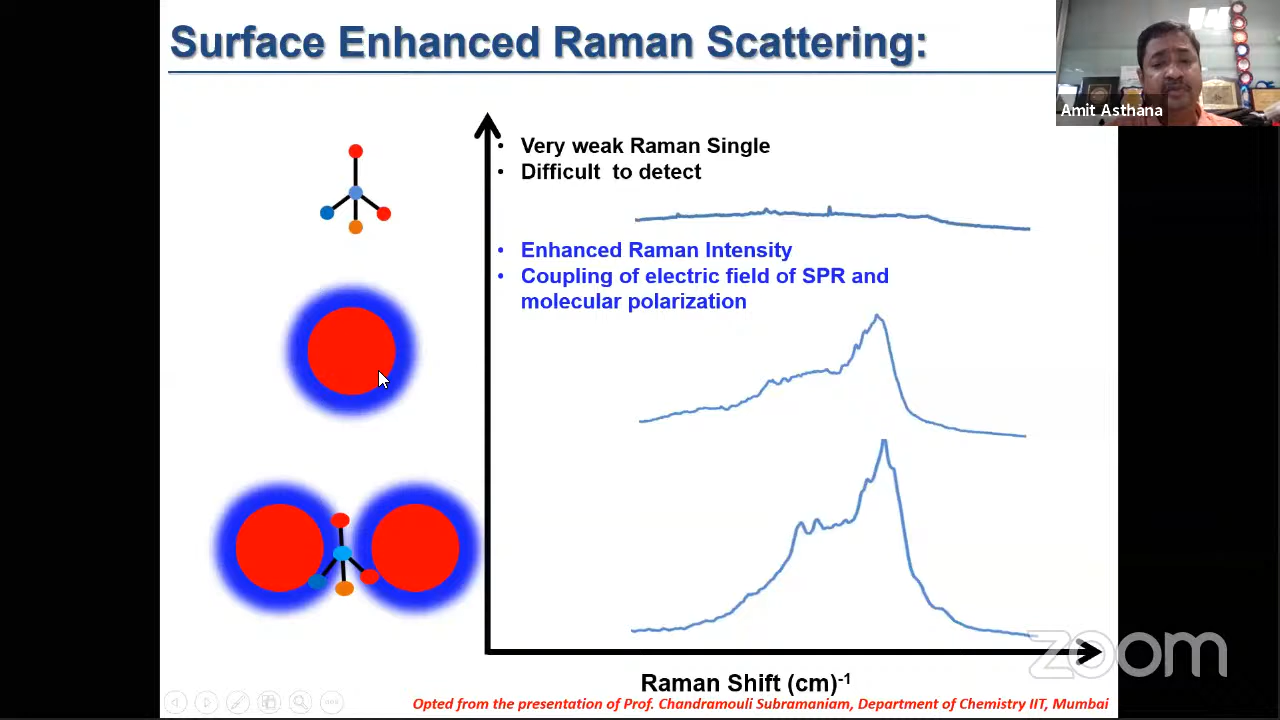 Surface Enhanced Raman Scattering:
Amit Asthana
• Very weak Raman Single
• Difficult to detect
• Enhanced Raman Intensity
• Coupling of electric field of SPR and
molecular polarization
zoom
Raman Shift (cm)-1
Opted from the presentation of Prof. Chandramouli Subramaniam, Department of Chemistry IIT, Mumbai